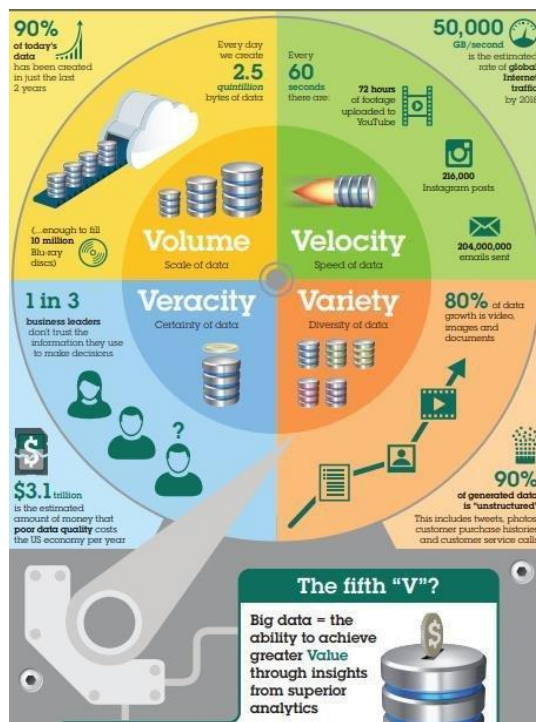 90%
of today's
data
has been created
in just the last
2 years
Every day
we create
2.5
quintillion
bytes of data
(...enough to fill
10 million
Blu-ray
discs)
Volume
Scale of data
Every
60
seconds
there are:
72 hours
of footage
uploaded to
YouTube
50,000
GB/second
is the estimated
rate of global
Internet
traffic
by 2018
216,000
Instagram posts
204,000,000
emails sent
Velocity
Speed of data
1 in 3
business leaders
don't trust the
information they use
to make decisions
Veracity
Certainty of data
?
$
$3.1 trillion
is the estimated
amount of money that
poor data quality costs
the US economy per year
Variety
Diversity of data
80% of data
growth is video,
images and
documents
90%
of generated data
is "unstructured"
This includes tweets, photos
customer purchase histories
and customer service calls
The fifth "V"?
Big data = the
ability to achieve
greater Value
through insights
from superior
analytics
$